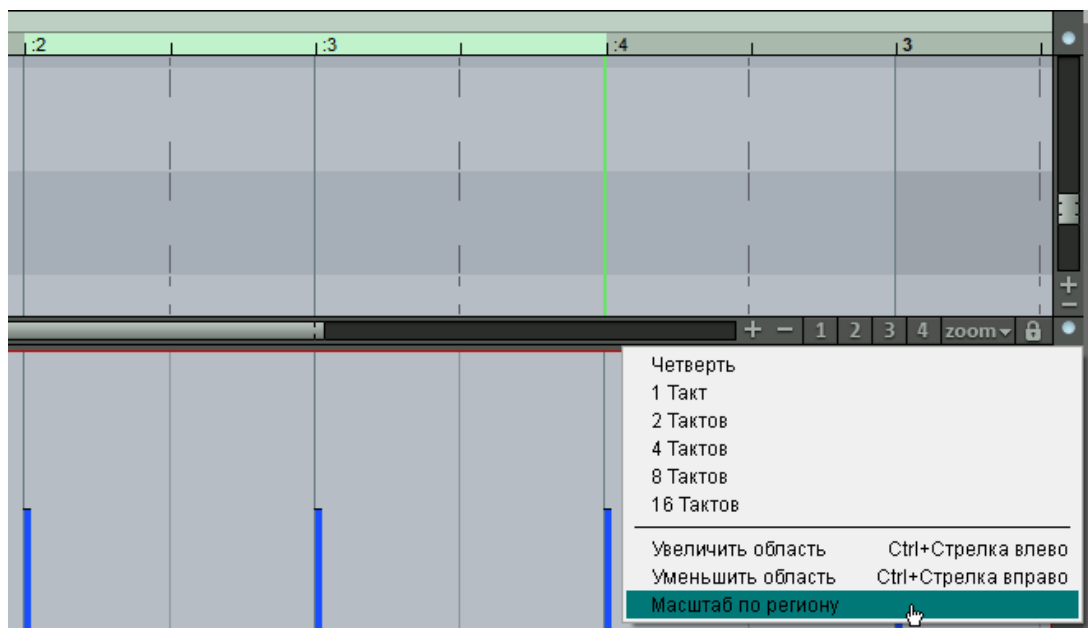 :2 :3 :4 3
+ − 1 2 3 4 zoom
Четверть
1 Такт
2 Тактов
4 Тактов
8 Тактов
16 Тактов
Увеличить область Ctrl+Стрелка влево
Уменьшить область Ctrl+Стрелка вправо
Масштаб по региону